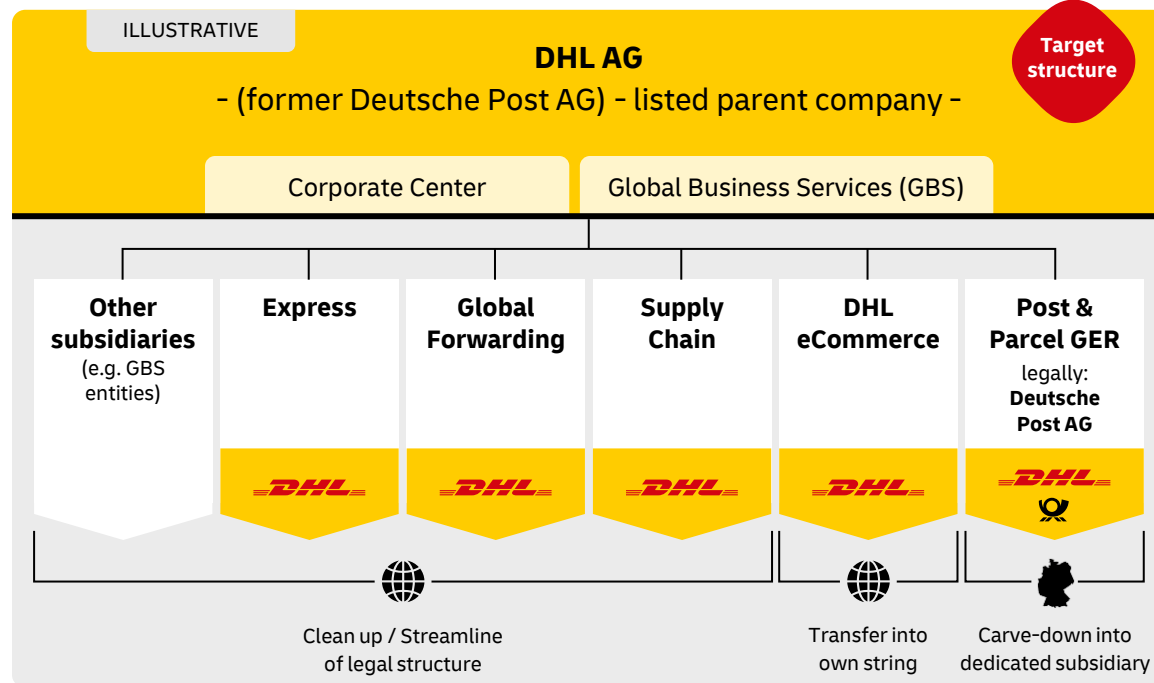 ILLUSTRATIVE
DHL AG
- (former Deutsche Post AG) - listed parent company -
Target
structure
Corporate Center
Global Business Services (GBS)
Other
subsidiaries
(e.g. GBS
entities)
Express
DHL
Global
Forwarding
DHL
Supply
Chain
DHL
DHL
eCommerce
DHL
Post &
Parcel GER
legally:
Deutsche
Post AG
DHL
Clean up / Streamline
of legal structure
Transfer into
own string
Carve-down into
dedicated subsidiary